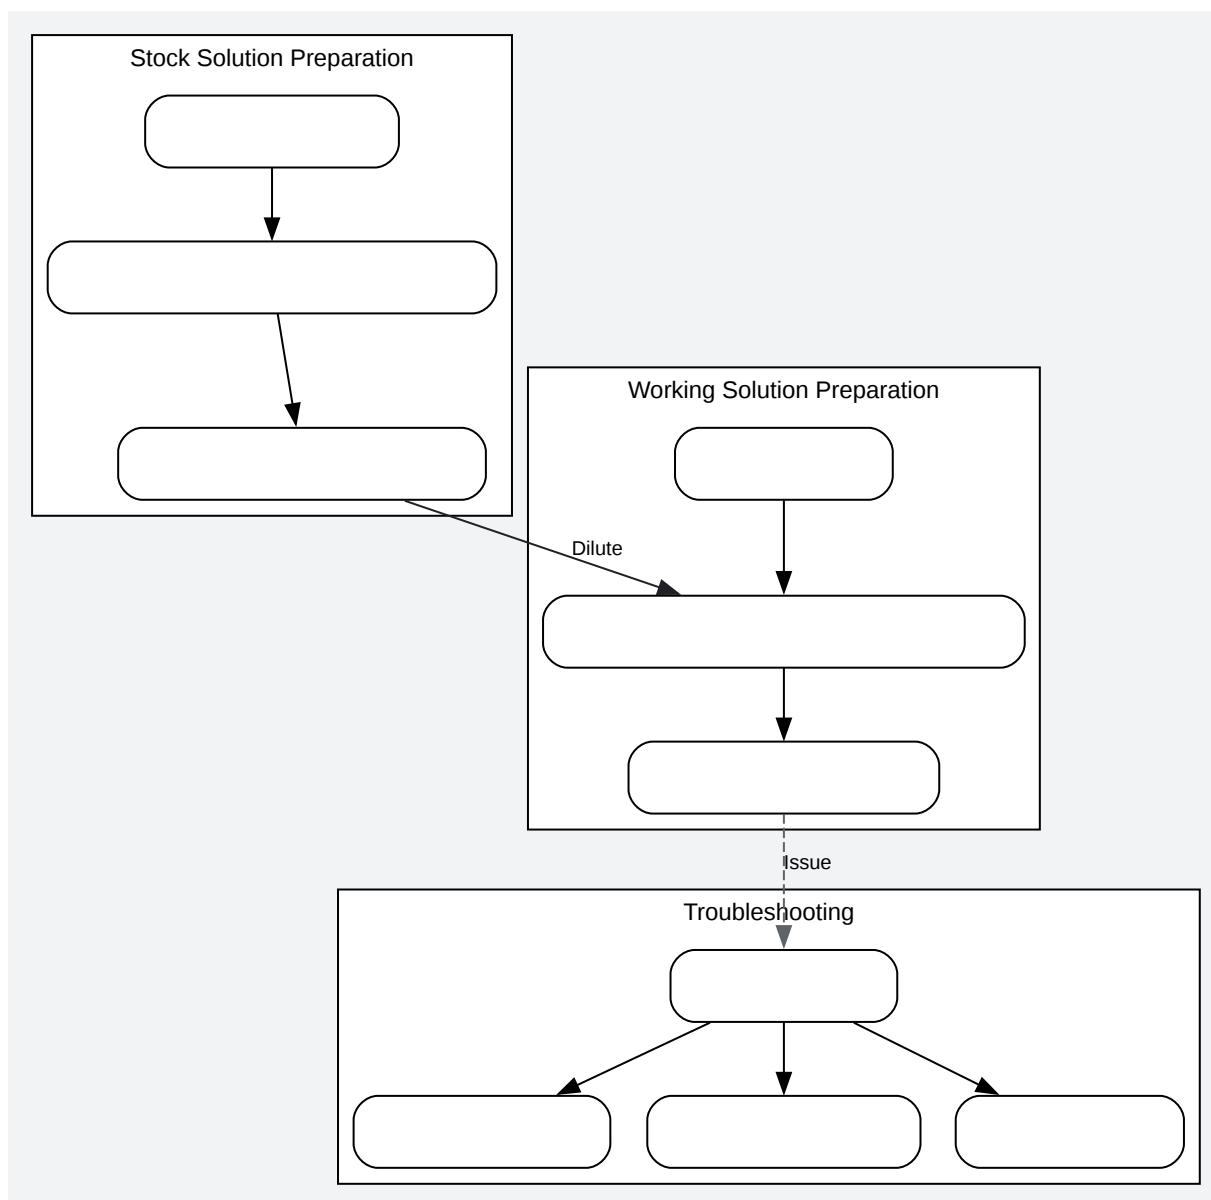 Stock Solution Preparation
Working Solution Preparation
Dilute
Issue
Troubleshooting